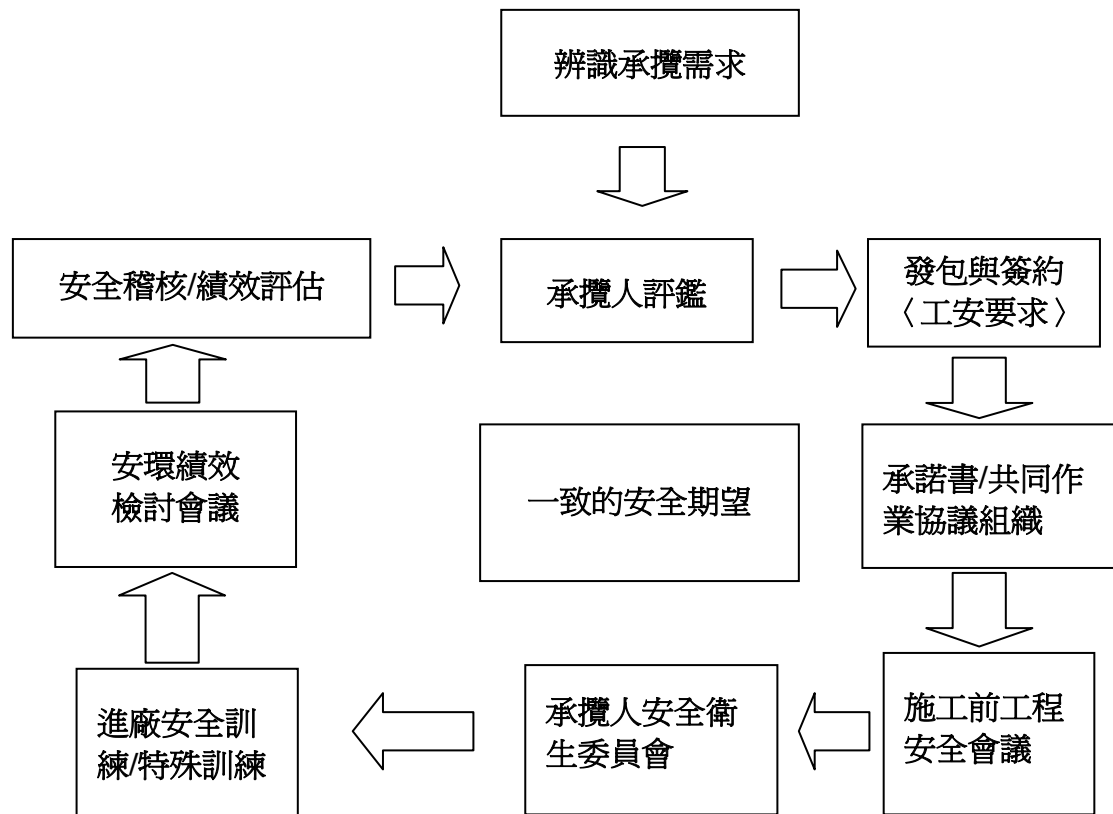 辨識承攬需求
安全稽核/績效評估
承攬人評鑑
發包與簽約
〈工安要求〉
安環績效
檢討會議
一致的安全期望
承諾書/共同作
業協議組織
進廠安全訓
練/特殊訓練
承攬人安全衛
生委員會
施工前工程
安全會議